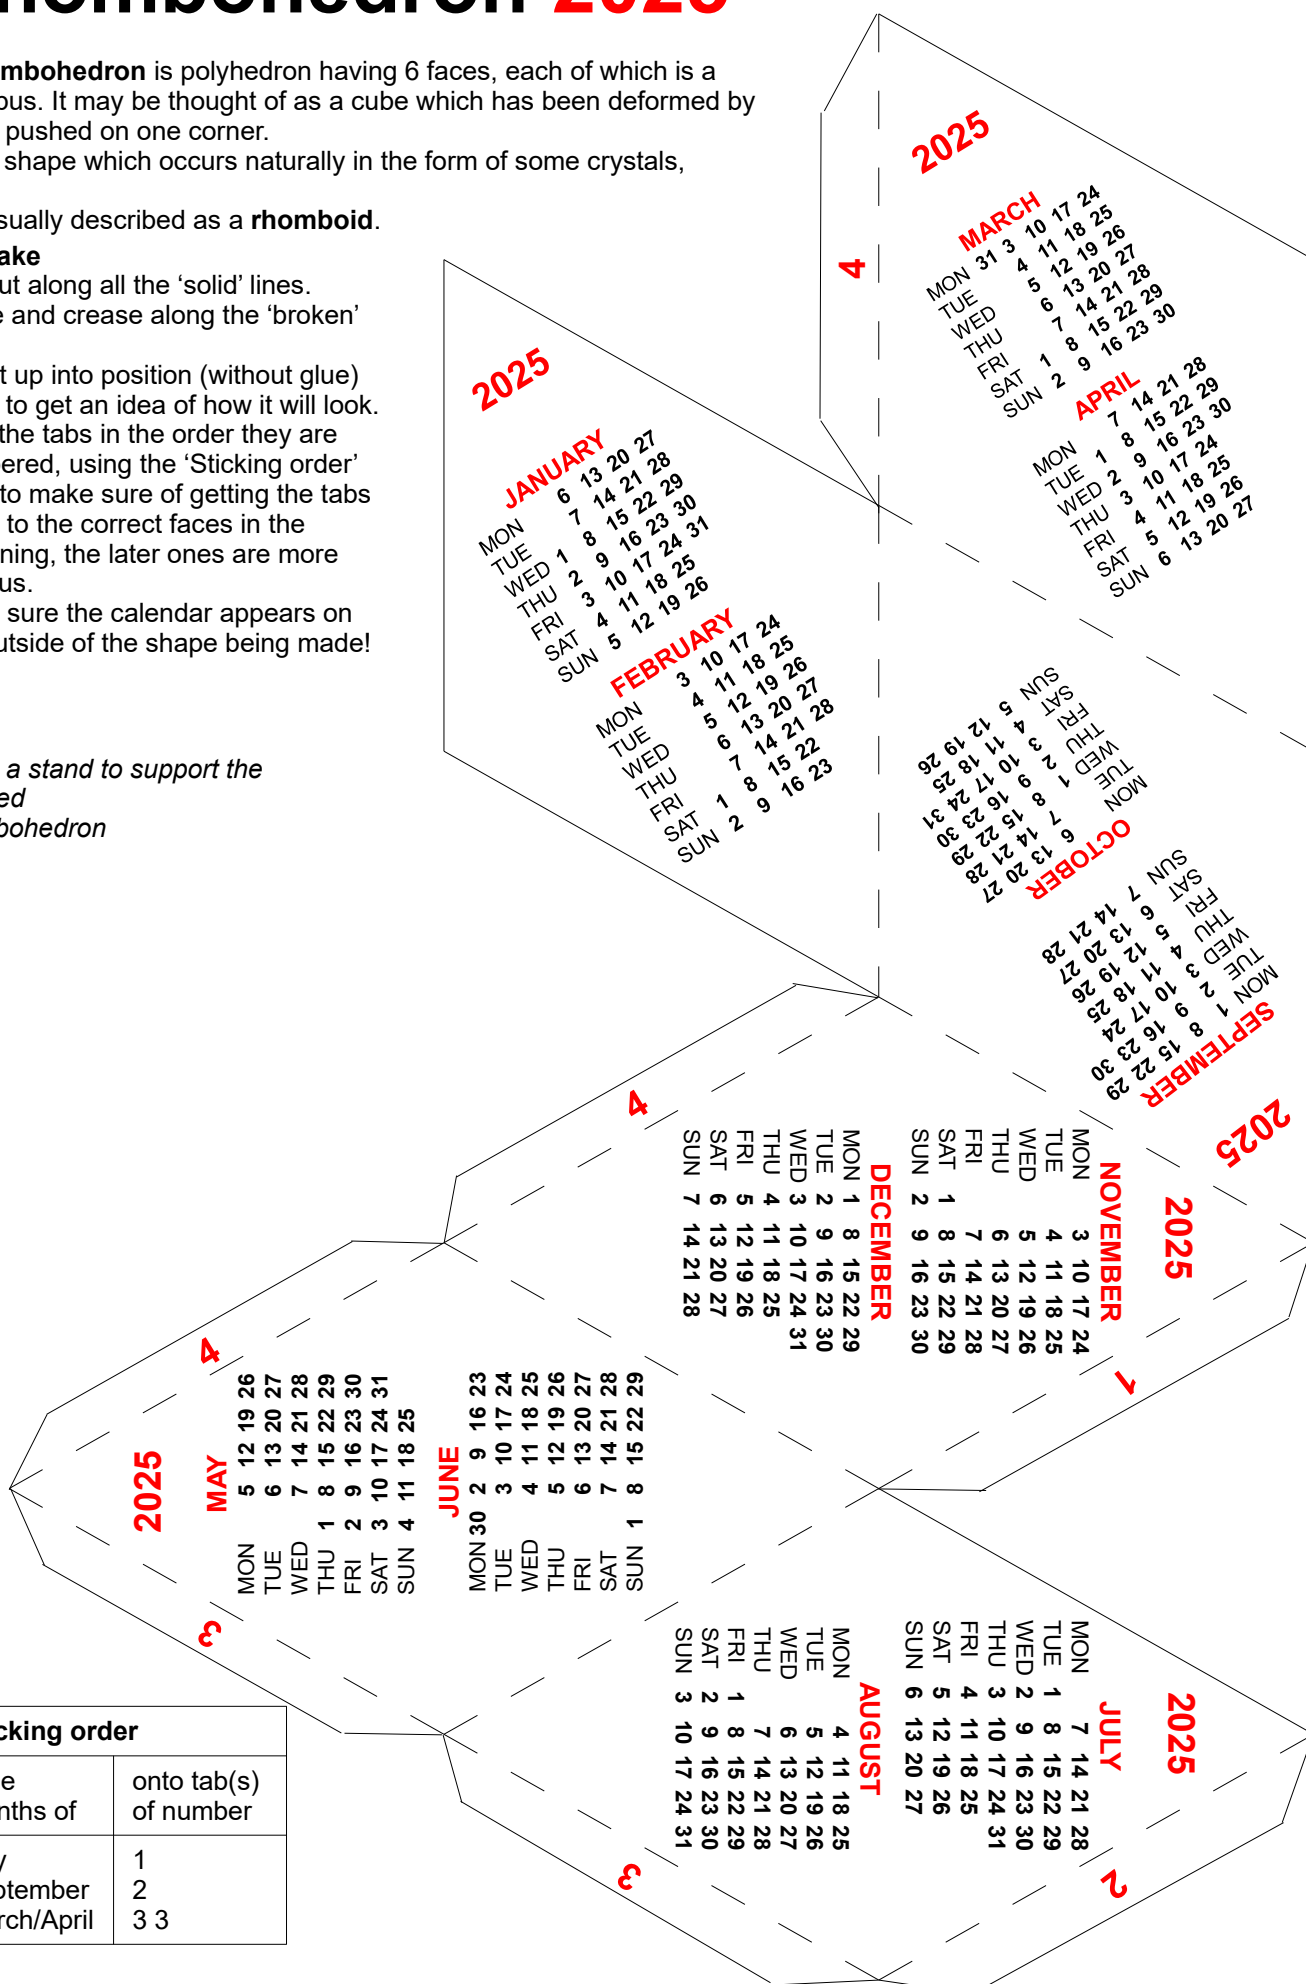 hombohedron 2025
mbohedron is polyhedron having 6 faces, each of which is a
ous. It may be thought of as a cube which has been deformed by
pushed on one corner.
shape which occurs naturally in the form of some crystals,
sually described as a rhomboid.
ake
ut along all the ‘solid’ lines.
e and crease along the ‘broken’
t up into position (without glue)
to get an idea of how it will look.
the tabs in the order they are
ered, using the ‘Sticking order’
to make sure of getting the tabs
to the correct faces in the
ning, the later ones are more
us.
sure the calendar appears on
utside of the shape being made!
a stand to support the
ed
bohedron
2025
JANUARY
MON 6 13 20 27
TUE 7 14 21 28
WED 1 8 15 22 29
THU 2 9 16 23 30
FRI 3 10 17 24 31
SAT 4 11 18 25
SUN 5 12 19 26
FEBRUARY
MON 3 10 17 24
TUE 4 11 18 25
WED 5 12 19 26
THU 6 13 20 27
FRI 7 14 21 28
SAT 1 8 15 22
SUN 2 9 16 23
4
2025
MARCH
MON 31 3 10 17 24
TUE 4 11 18 25
WED 5 12 19 26
THU 6 13 20 27
FRI 7 14 21 28
SAT 1 8 15 22 29
SUN 2 9 16 23 30
APRIL
MON 7 14 21 28
TUE 1 8 15 22 29
WED 2 9 16 23 30
THU 3 10 17 24
FRI 4 11 18 25
SAT 5 12 19 26
SUN 6 13 20 27
2025
SEPTEMBER
MON 1 8 15 22 29
TUE 2 9 16 23 30
WED 3 10 17 24
THU 4 11 18 25
FRI 5 12 19 26
SAT 6 13 20 27
SUN 7 14 21 28
OCTOBER
MON 6 13 20 27
TUE 7 14 21 28
WED 1 8 15 22 29
THU 2 9 16 23 30
FRI 3 10 17 24 31
SAT 4 11 18 25
SUN 5 12 19 26
4
2025
NOVEMBER
MON 3 10 17 24
TUE 4 11 18 25
WED 5 12 19 26
THU 6 13 20 27
FRI 7 14 21 28
SAT 1 8 15 22 29
SUN 2 9 16 23 30
DECEMBER
MON 1 8 15 22 29
TUE 2 9 16 23 30
WED 3 10 17 24 31
THU 4 11 18 25
FRI 5 12 19 26
SAT 6 13 20 27
SUN 7 14 21 28
1
4
2025
MAY
MON 5 12 19 26
TUE 6 13 20 27
WED 7 14 21 28
THU 1 8 15 22 29
FRI 2 9 16 23 30
SAT 3 10 17 24 31
SUN 4 11 18 25
JUNE
MON 30 2 9 16 23
TUE 3 10 17 24
WED 4 11 18 25
THU 5 12 19 26
FRI 6 13 20 27
SAT 7 14 21 28
SUN 1 8 15 22 29
3
2025
JULY
MON 7 14 21 28
TUE 1 8 15 22 29
WED 2 9 16 23 30
THU 3 10 17 24 31
FRI 4 11 18 25
SAT 5 12 19 26
SUN 6 13 20 27
AUGUST
MON 4 11 18 25
TUE 5 12 19 26
WED 6 13 20 27
THU 7 14 21 28
FRI 1 8 15 22 29
SAT 2 9 16 23 30
SUN 3 10 17 24 31
3
2
cking order
e onto tab(s)
nths of of number
y 1
ptember 2
rch/April 3 3